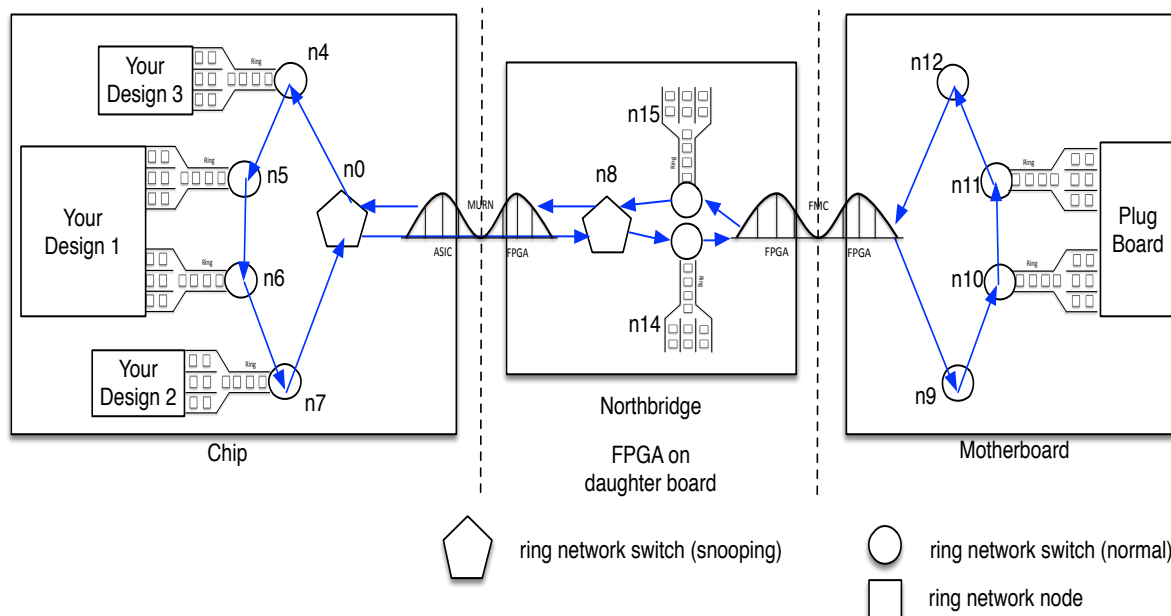 n4
Ring
Your
Design 3
n12
n15
Ring
n5
Ring
n0
n8
n11
Ring
MURN
FMC
Your
Design 1
Plug
Board
ASIC
FPGA
FPGA
FPGA
n6
Ring
n10
Ring
Ring
n14
Your
Design 2
Ring
n7
n9
Northbridge
Chip
Motherboard
FPGA on
daughter board
ring network switch (snooping)
ring network switch (normal)
ring network node